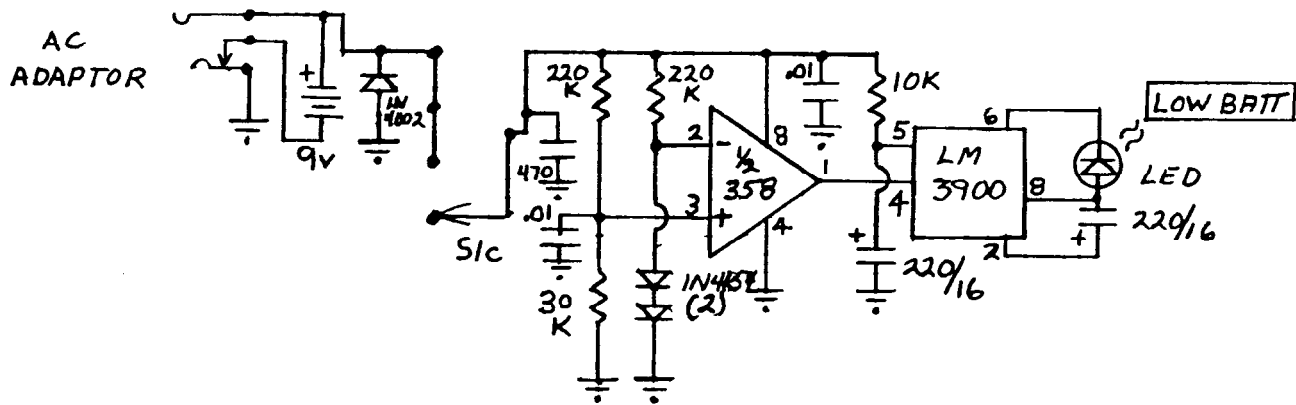 AC
ADAPTOR
+
9V
1N
4002
S1c
470
.01
220
K
30
K
220
K
2
-
3
+
1/2
358
8
4
1
(2)
.01
10K
+
220/16
5
4
LM
3900
6
8
2
LOW BATT
LED
220/16
+